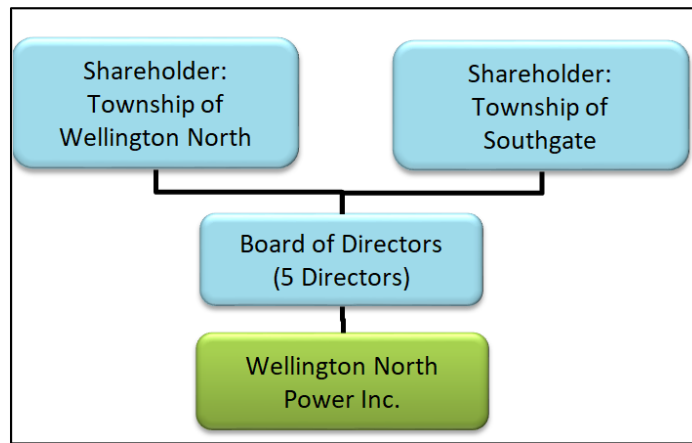 Shareholder:
Township of
Wellington North
Shareholder:
Township of
Southgate
Board of Directors
(5 Directors)
Wellington North
Power Inc.